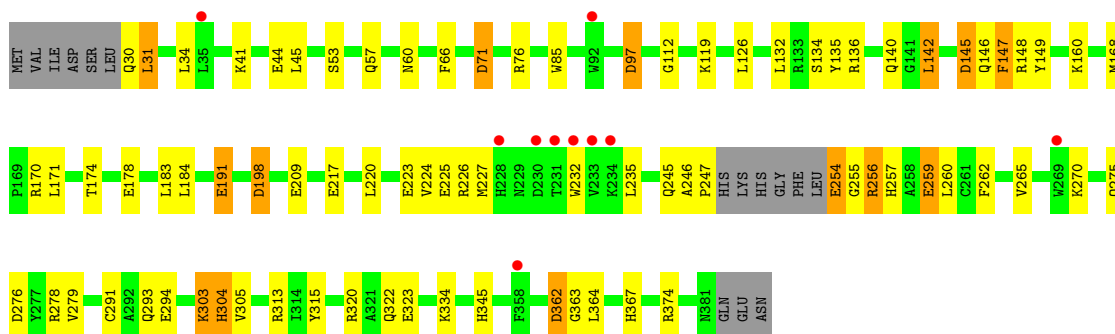 MET VAL ILE ASP SER LEU Q30 L31 L34 L35 K41 E44 L45 S53 Q57 N60 F66 D71 R76 W85 W92 D97 G112 K119 L126 L132 R133 S134 Y135 R136 Q140 G141 L142 D145 Q146 F147 R148 Y149 K160 M168
P169 R170 L171 T174 E178 L183 L184 E191 D198 E209 E217 L220 E223 V224 E225 R226 M227 H228 N229 D230 T231 W232 V233 K234 L235 Q245 A246 P247 HIS LYS HIS GLY PHE LEU E254 G255 R256 H257 A258 E259 L260 C261 F262 V265 W269 K270
D276 Y277 R278 V279 C291 A292 Q293 E294 K303 H304 V305 R313 I314 Y315 R320 A321 Q322 E323 K334 H345 F358 D362 G363 L364 H367 R374 N381 GLN GLU ASN